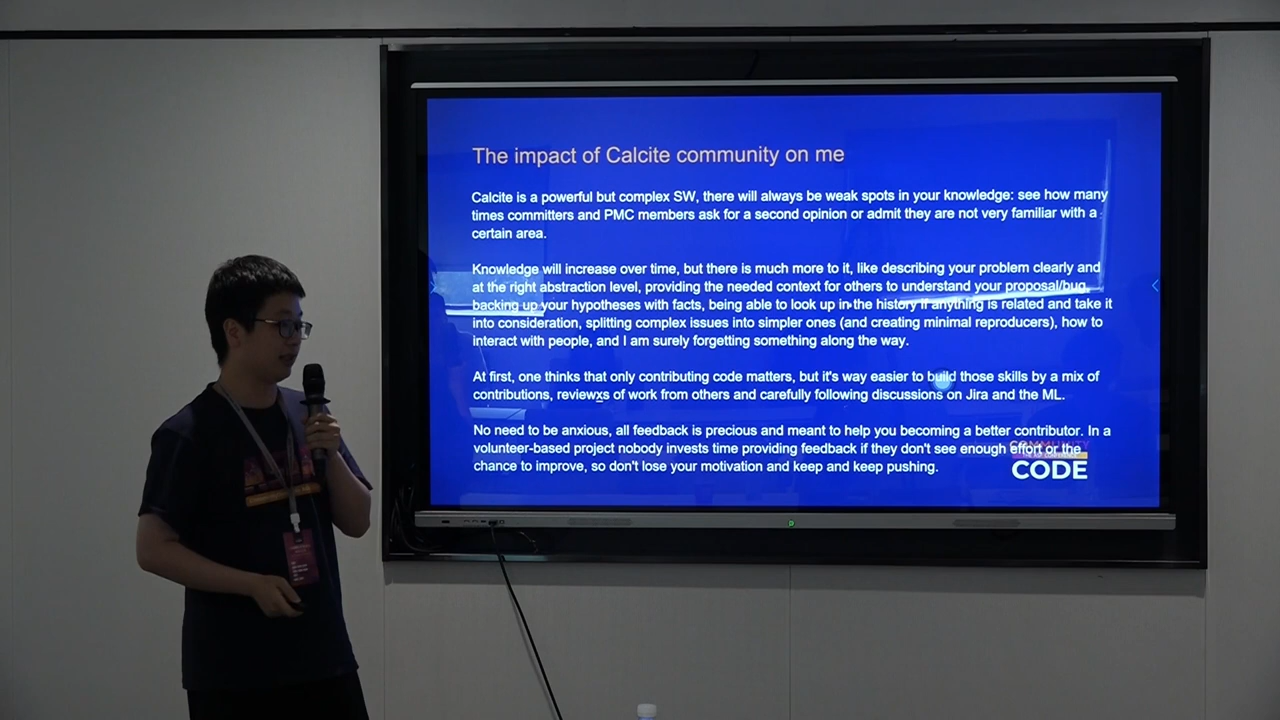 The impact of Calcite community on me
Calcite is a powerful but complex SW, there will always be weak spots in your knowledge: see how many
times committers and PMC members ask for a second opinion or admit they are not very familiar with a
certain area.
Knowledge will increase over time, but there is much more to it, like describing your problem clearly and
at the right abstraction level, providing the needed context for others to understand your proposal/bug,
backing up your hypotheses with facts, being able to look up in the history if anything is related and take it
into consideration, splitting complex issues into simpler ones (and creating minimal reproducers), how to
interact with people, and I am surely forgetting something along the way.
At first, one thinks that only contributing code matters, but it's way easier to build those skills by a mix of
contributions, reviewxs of work from others and carefully following discussions on Jira and the ML.
No need to be anxious, all feedback is precious and meant to help you becoming a better contributor. In a
volunteer-based project nobody invests time providing feedback if they don't see enough effort or the
chance to improve, so don't lose your motivation and keep and keep pushing.
COMMUNITY
CODE